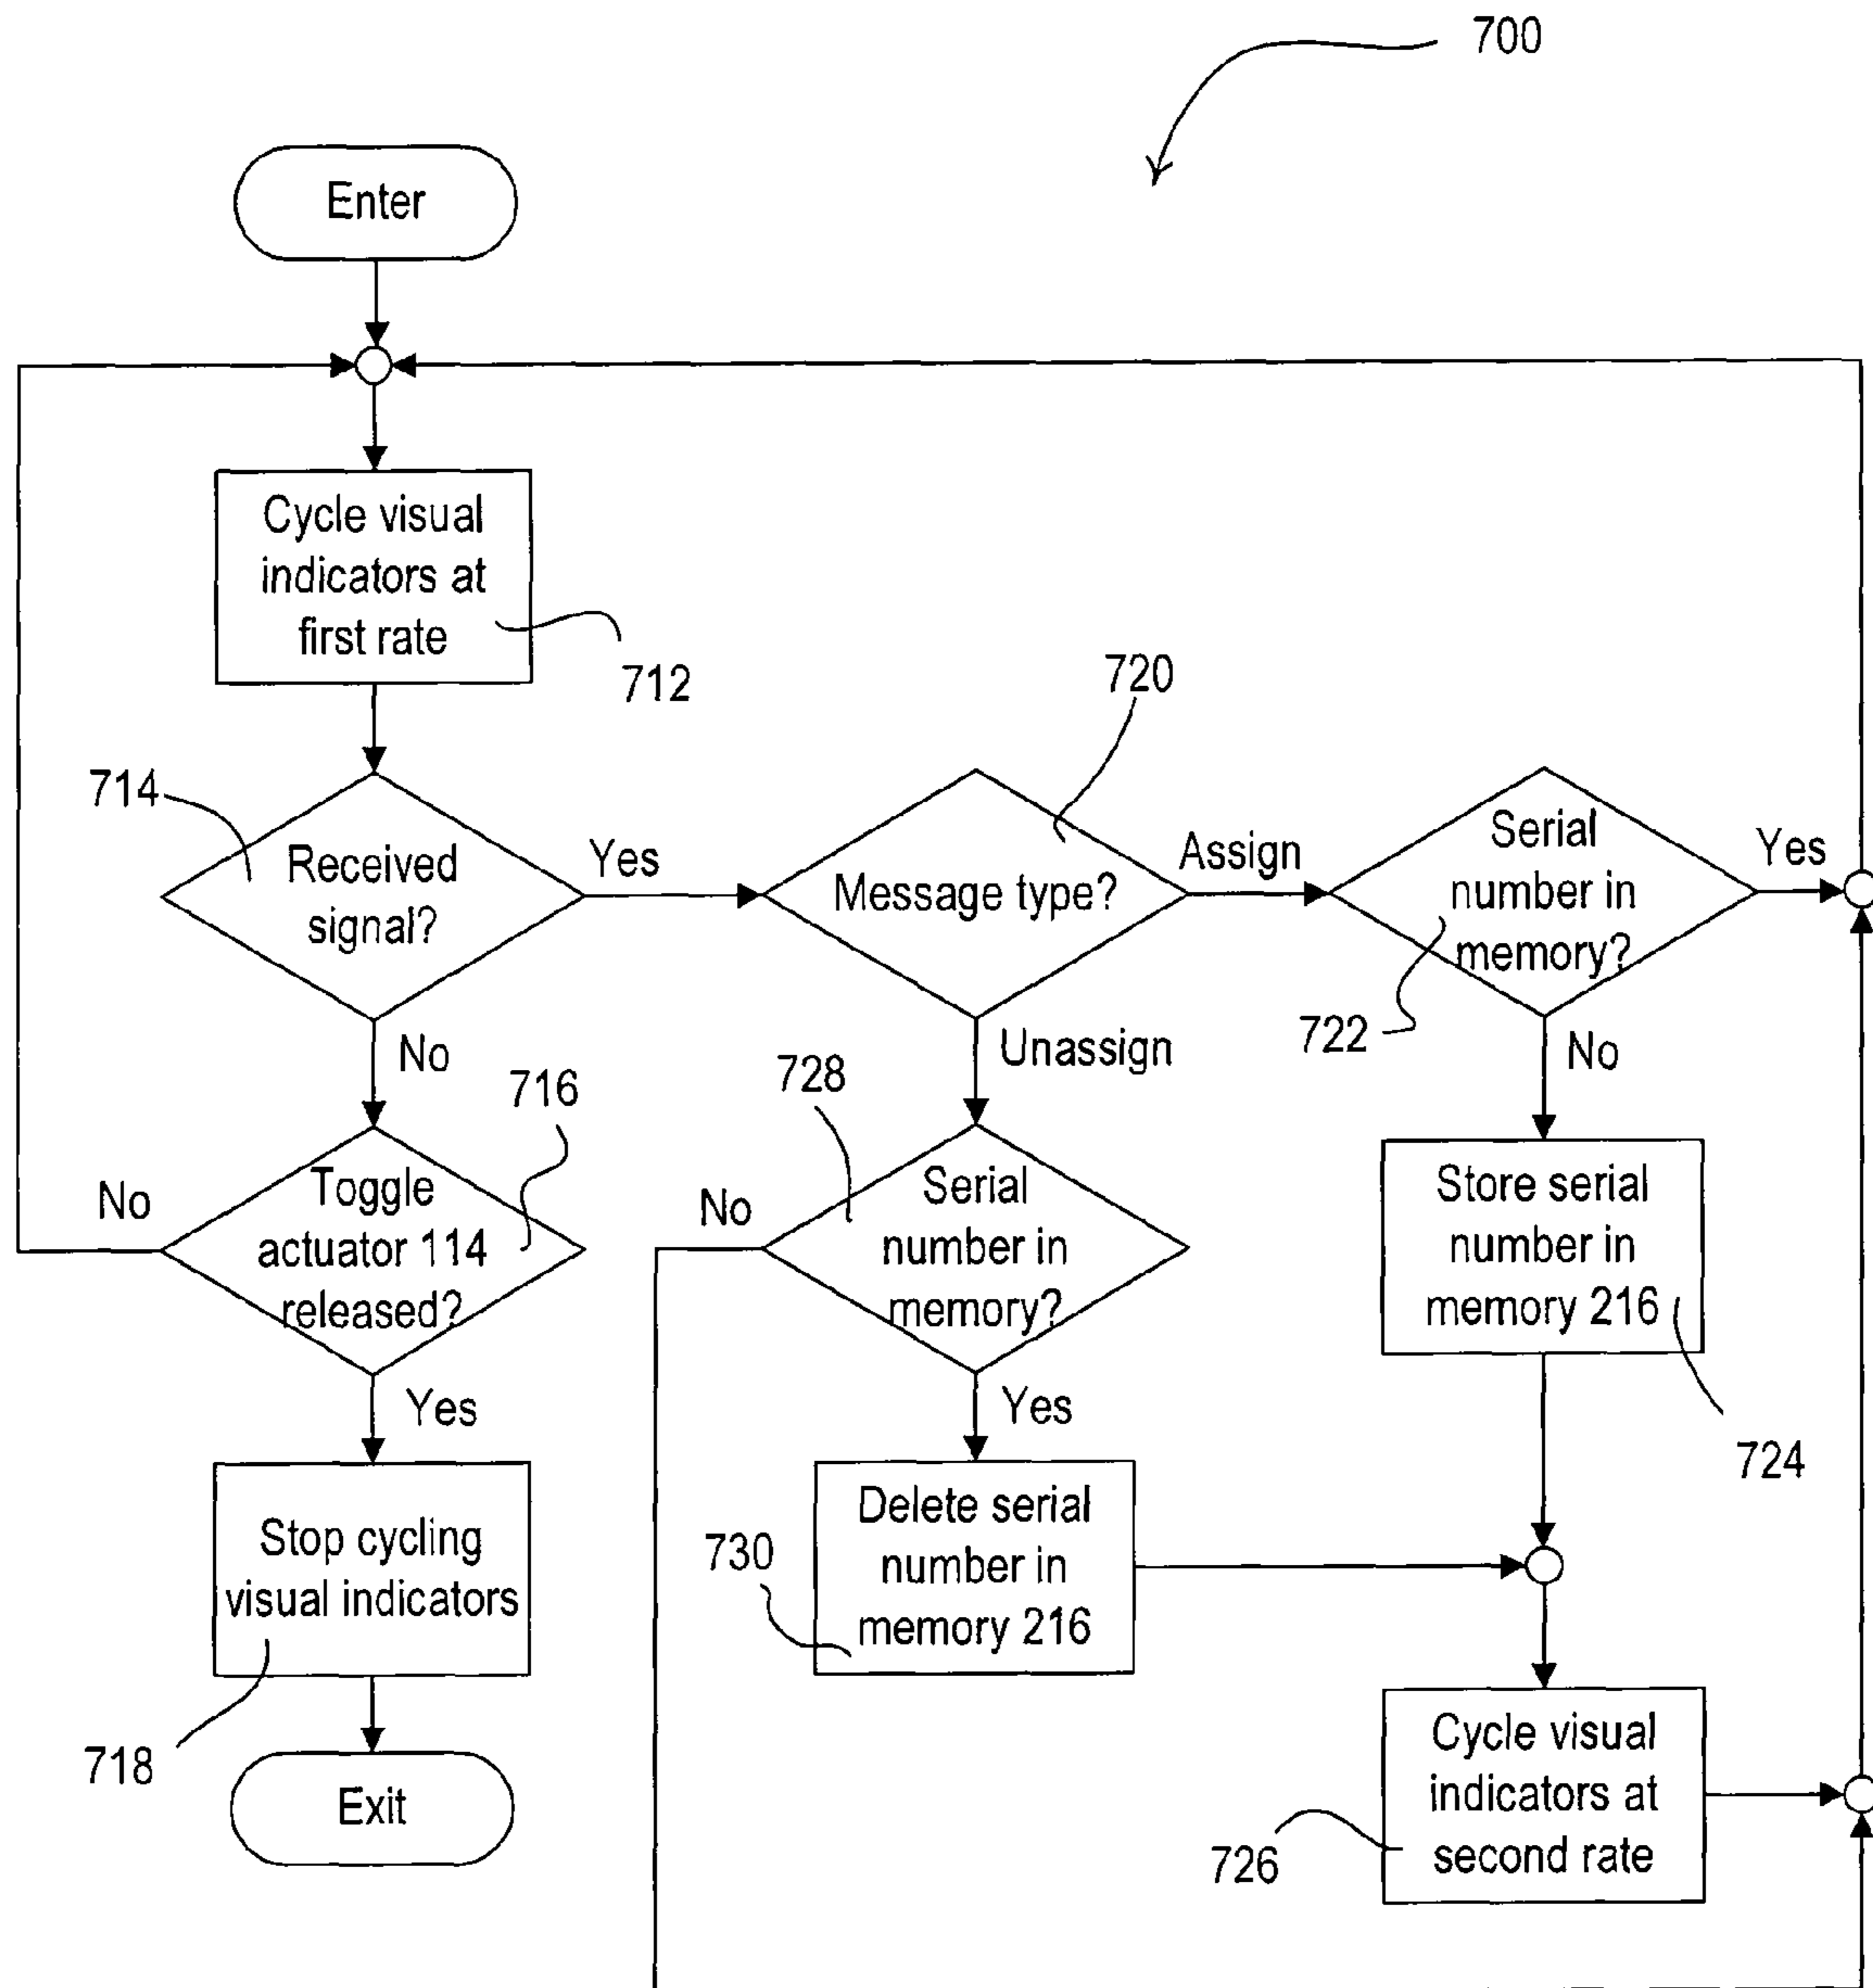 700
Enter
Cycle visual
indicators at
first rate
712
720
714
Received
signal?
Yes
Message type?
Assign
Serial
number in
memory?
Yes
722
No
No
Unassign
728
716
Toggle
actuator 114
released?
No
Yes
Serial
number in
memory?
No
Yes
Store serial
number in
memory 216
724
Stop cycling
visual indicators
718
Delete serial
number in
memory 216
730
Cycle visual
indicators at
second rate
726
Exit